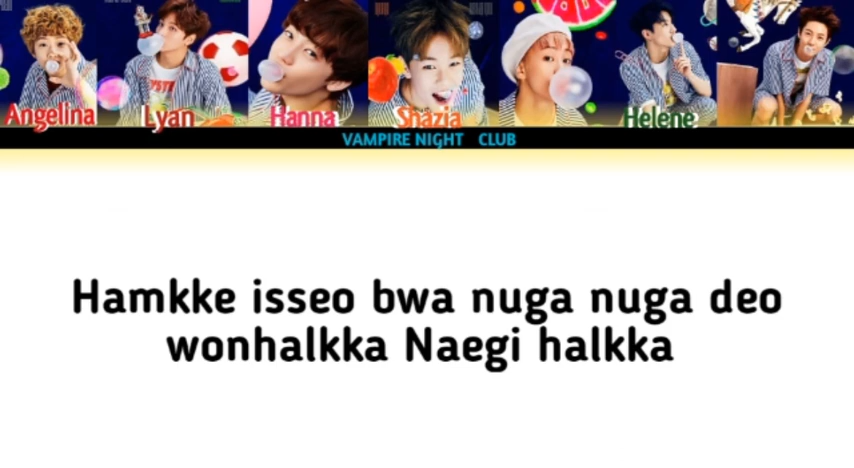 Angelina Lyan Hanna Shazia Helene
VAMPIRE NIGHT CLUB
Hamkke isseo bwa nuga nuga deo
wonhalkka Naegi halkka